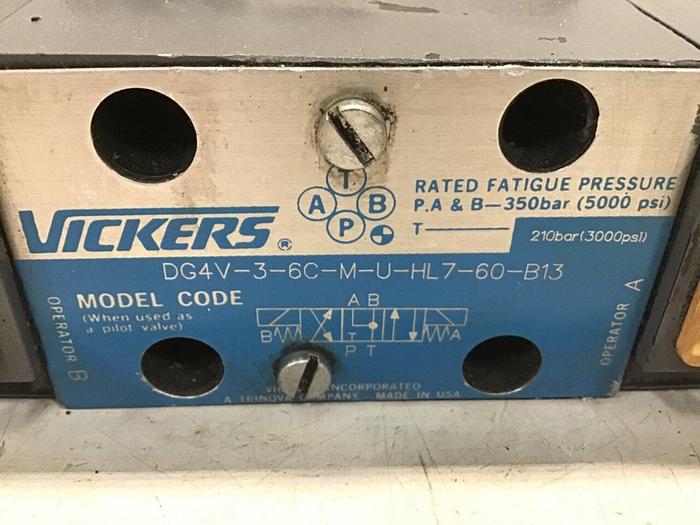 T
A B
P
RATED FATIGUE PRESSURE
P.A & B—350bar (5000 psi)
T— 210bar(3000psi)
VICKERS®
DG4V-3-6C-M-U-HL7-60-B13
MODEL CODE
(When used as
a pilot valve)
A B
B T A
P T
OPERATOR B
OPERATOR A
INCORPORATED
A TRINOVA COMPANY MADE IN USA